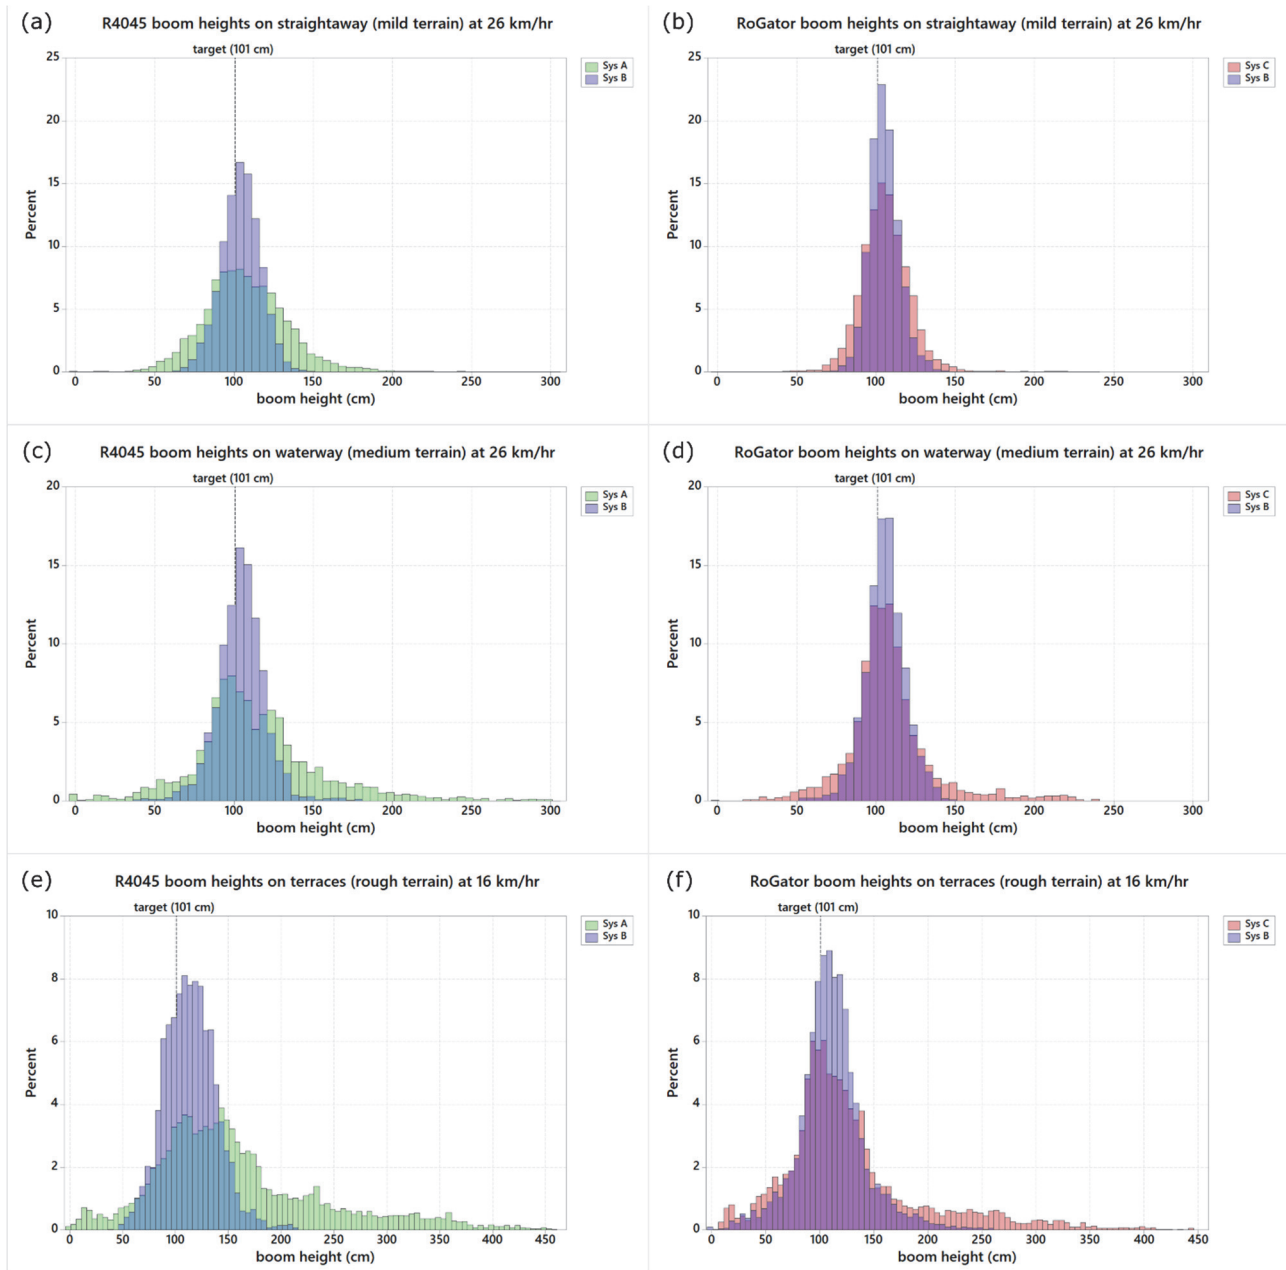 (a)
R4045 boom heights on straightaway (mild terrain) at 26 km/hr
target (101 cm)
Sys A
Sys B
25
20
15
10
5
0
Percent
0 50 100 150 200 250 300
boom height (cm)
(b)
RoGator boom heights on straightaway (mild terrain) at 26 km/hr
target (101 cm)
Sys C
Sys B
25
20
15
10
5
0
Percent
0 50 100 150 200 250 300
boom height (cm)
(c)
R4045 boom heights on waterway (medium terrain) at 26 km/hr
target (101 cm)
Sys A
Sys B
20
15
10
5
0
Percent
0 50 100 150 200 250 300
boom height (cm)
(d)
RoGator boom heights on waterway (medium terrain) at 26 km/hr
target (101 cm)
Sys C
Sys B
20
15
10
5
0
Percent
0 50 100 150 200 250 300
boom height (cm)
(e)
R4045 boom heights on terraces (rough terrain) at 16 km/hr
target (101 cm)
Sys A
Sys B
10
8
6
4
2
0
Percent
0 50 100 150 200 250 300 350 400 450
boom height (cm)
(f)
RoGator boom heights on terraces (rough terrain) at 16 km/hr
target (101 cm)
Sys C
Sys B
10
8
6
4
2
0
Percent
0 50 100 150 200 250 300 350 400 450
boom height (cm)